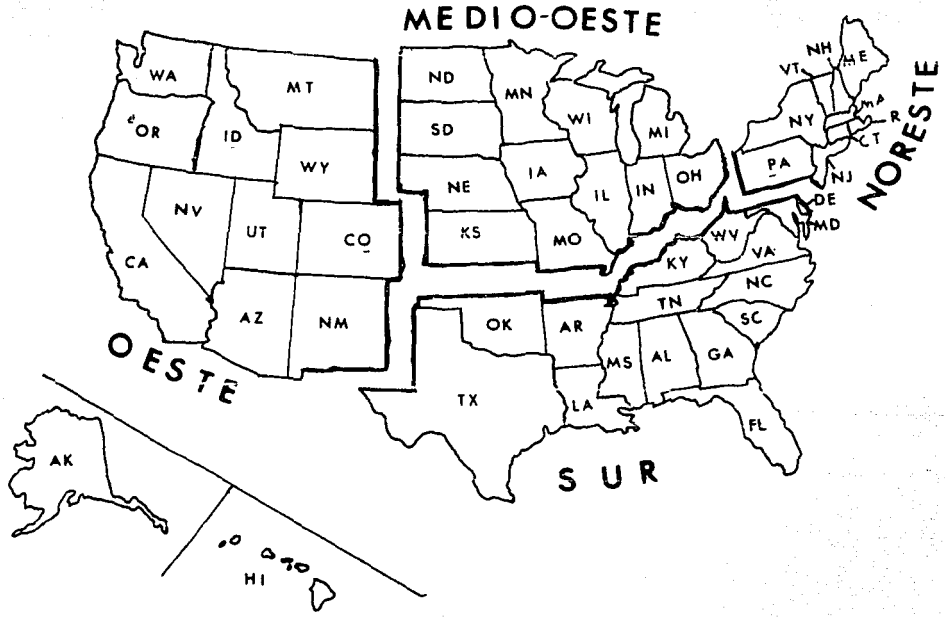 MEDIO-OESTE
NORESTE
OESTE
SUR
WA
OR
CA
ID
NV
MT
WY
UT
CO
AZ
NM
ND
SD
NE
KS
MN
IA
MO
WI
IL
MI
IN
OH
NH
ME
VT
MA
R
NY
CT
PA
NJ
DE
MD
WV
VA
KY
NC
TN
SC
OK
AR
MS
AL
GA
TX
LA
FL
AK
HI